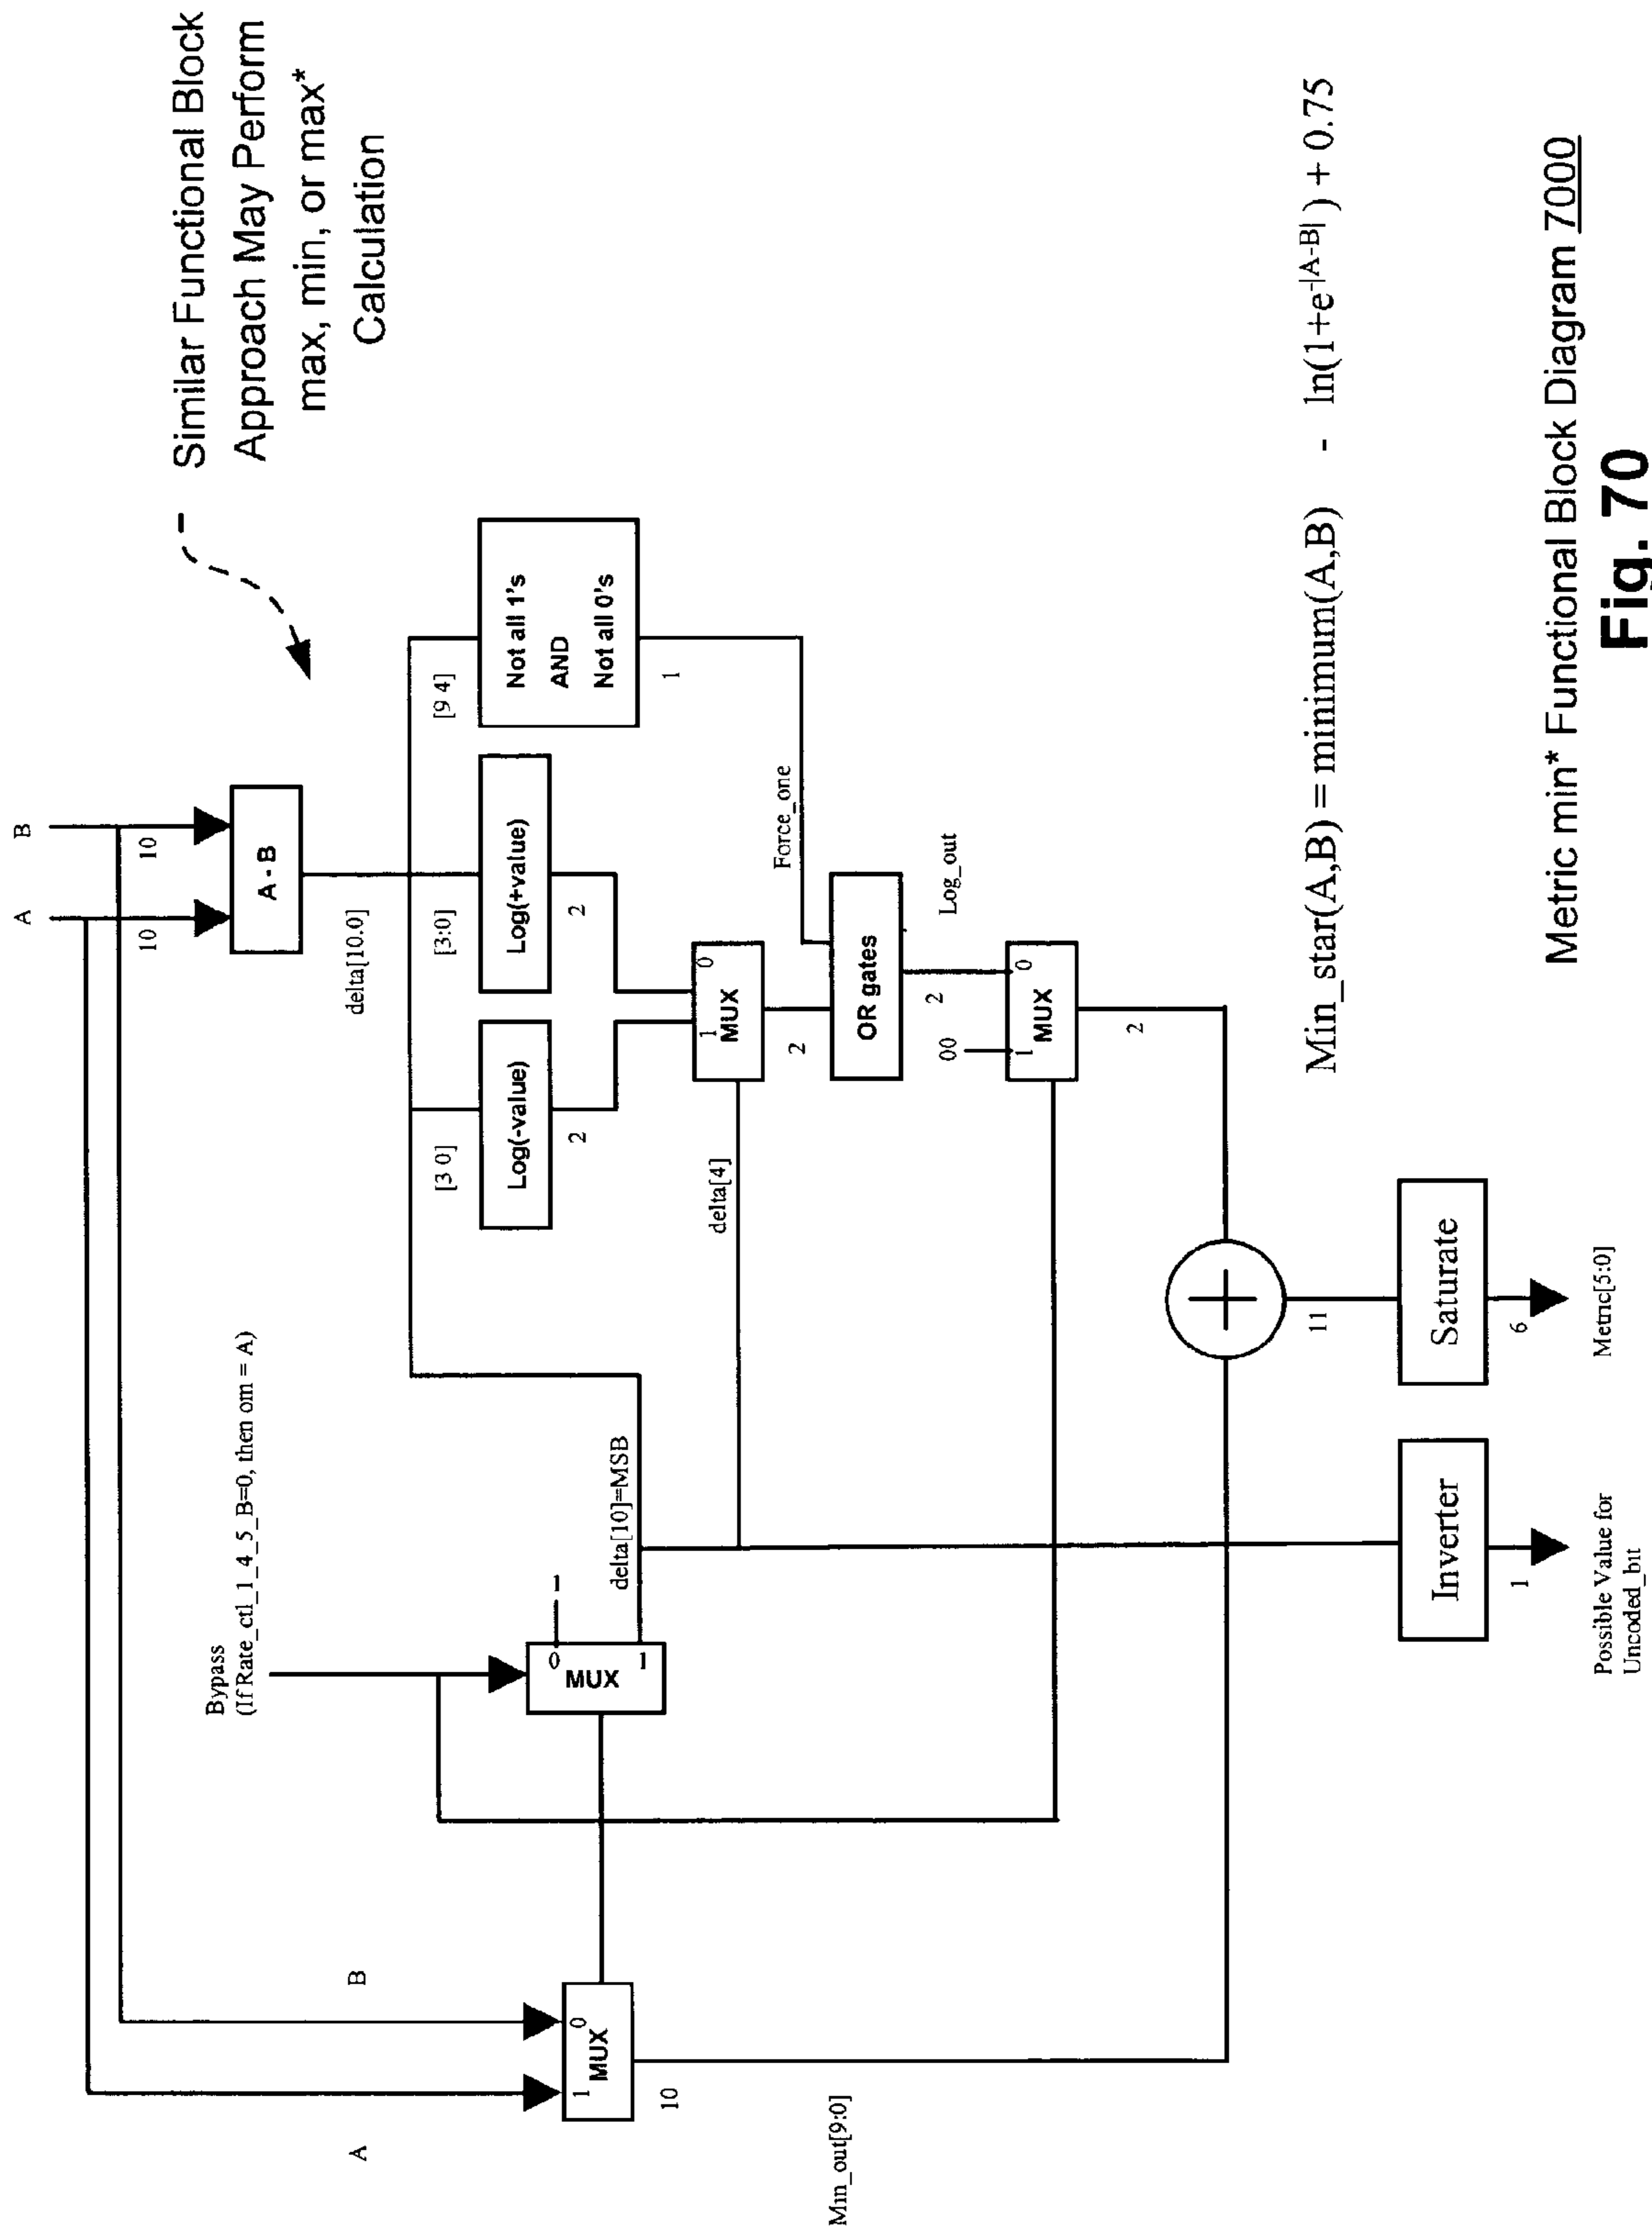 A
B
10
10
A - B
Similar Functional Block
Approach May Perform
max, min, or max*
Calculation
Bypass
(If Rate_ctl_1_4_5_B=0, then om = A)
A
B
delta[10.0]
[3 0]
[3:0]
[9 4]
Log(-value)
Log(+value)
Not all 1's
AND
Not all 0's
2
2
1
0
1
MUX
1
delta[10]=MSB
1
0
MUX
10
1
0
MUX
delta[4]
2
Force_one
OR gates
Min_out[9:0]
2
Log_out
00
1
0
MUX
2
11
Min_star(A,B) = minimum(A,B) - ln(1+e-|A-B|) + 0.75
Inverter
Saturate
1
6
Possible Value for
Uncoded_bit
Metric[5:0]
Metric min* Functional Block Diagram 7000
Fig. 70